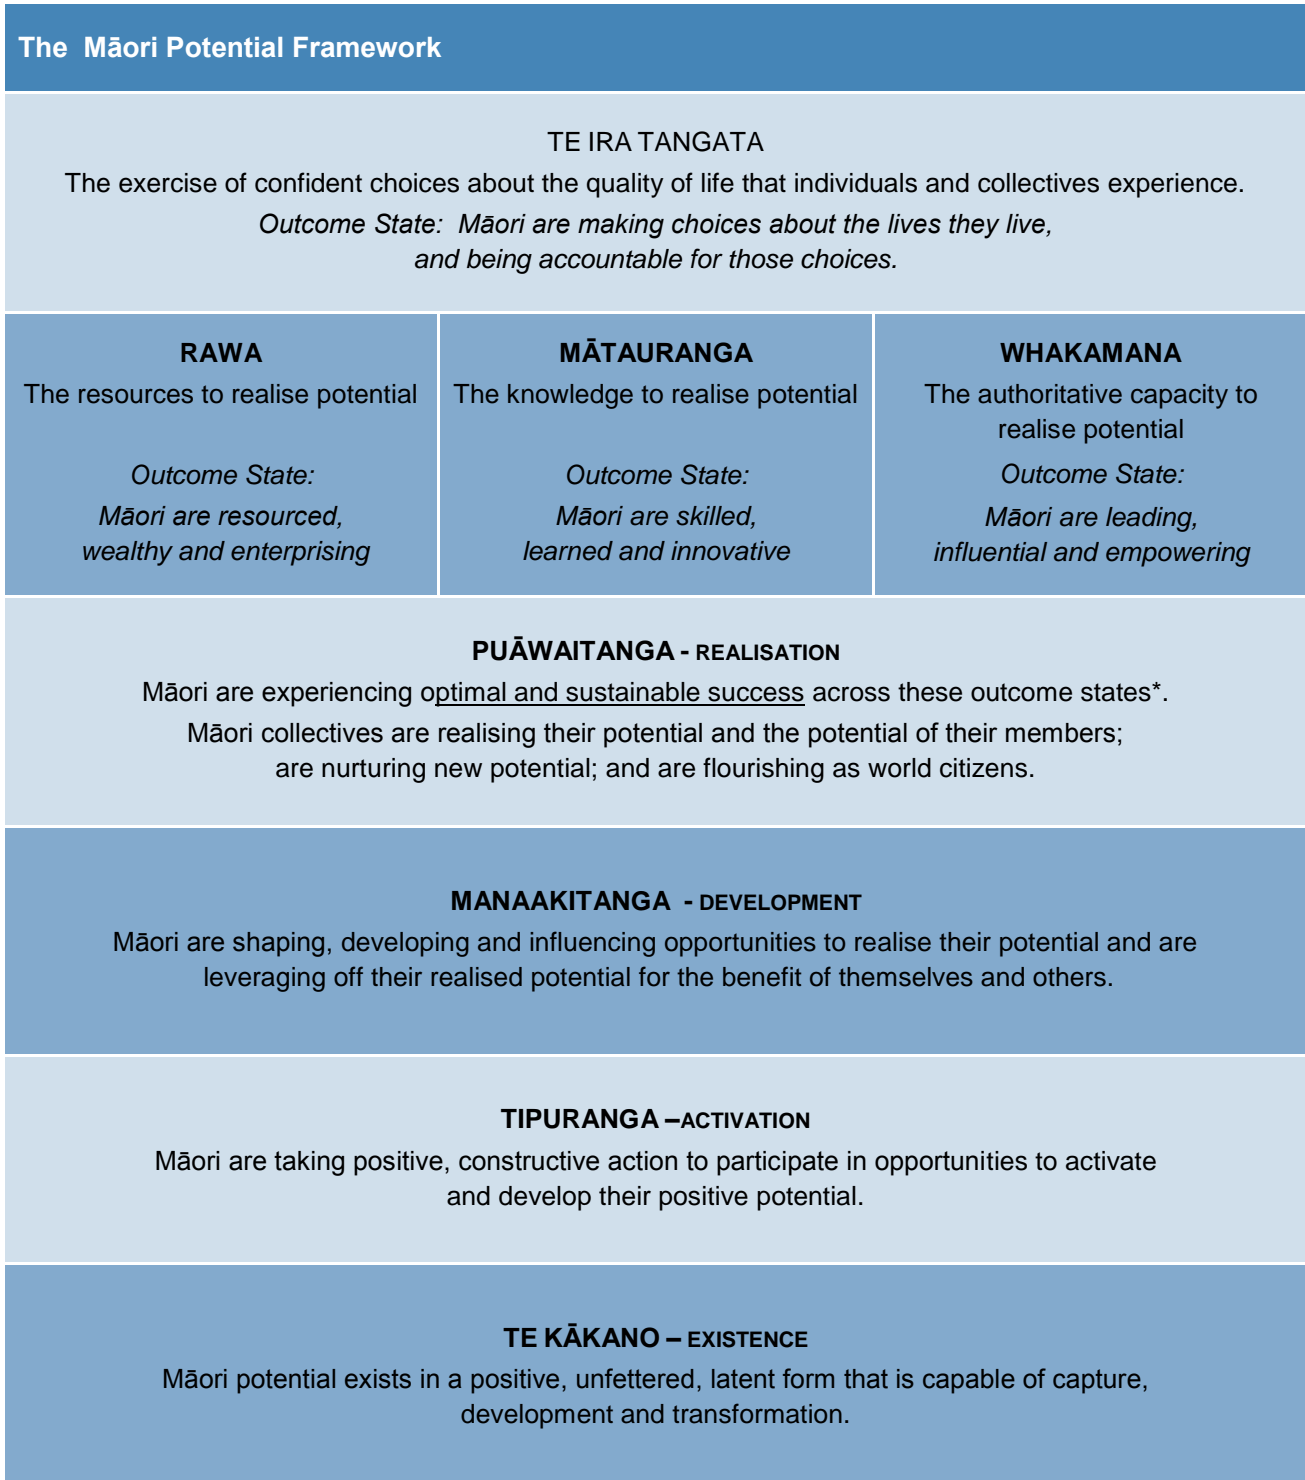 The Māori Potential Framework
TE IRA TANGATA
The exercise of confident choices about the quality of life that individuals and collectives experience.
Outcome State: Māori are making choices about the lives they live,
and being accountable for those choices.
RAWA
The resources to realise potential
Outcome State:
Māori are resourced,
wealthy and enterprising
MĀTAURANGA
The knowledge to realise potential
Outcome State:
Māori are skilled,
learned and innovative
WHAKAMANA
The authoritative capacity to
realise potential
Outcome State:
Māori are leading,
influential and empowering
PUĀWAITANGA - REALISATION
Māori are experiencing optimal and sustainable success across these outcome states*.
Māori collectives are realising their potential and the potential of their members;
are nurturing new potential; and are flourishing as world citizens.
MANAAKITANGA - DEVELOPMENT
Māori are shaping, developing and influencing opportunities to realise their potential and are
leveraging off their realised potential for the benefit of themselves and others.
TIPURANGA –ACTIVATION
Māori are taking positive, constructive action to participate in opportunities to activate
and develop their positive potential.
TE KĀKANO – EXISTENCE
Māori potential exists in a positive, unfettered, latent form that is capable of capture,
development and transformation.